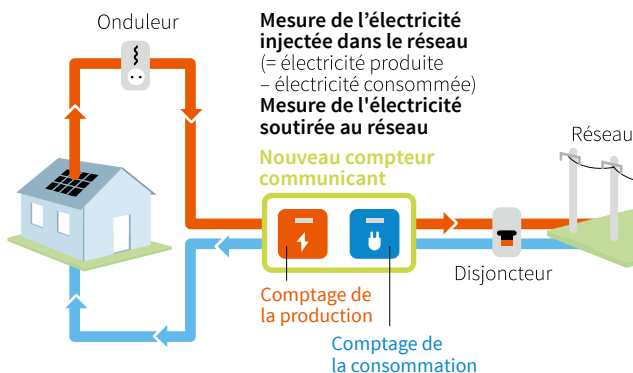 Onduleur
Mesure de l’électricité
injectée dans le réseau
(= électricité produite
– électricité consommée)
Mesure de l'électricité
soutirée au réseau
Nouveau compteur
communicant
Réseau
Disjoncteur
Comptage de
la production
Comptage de
la consommation